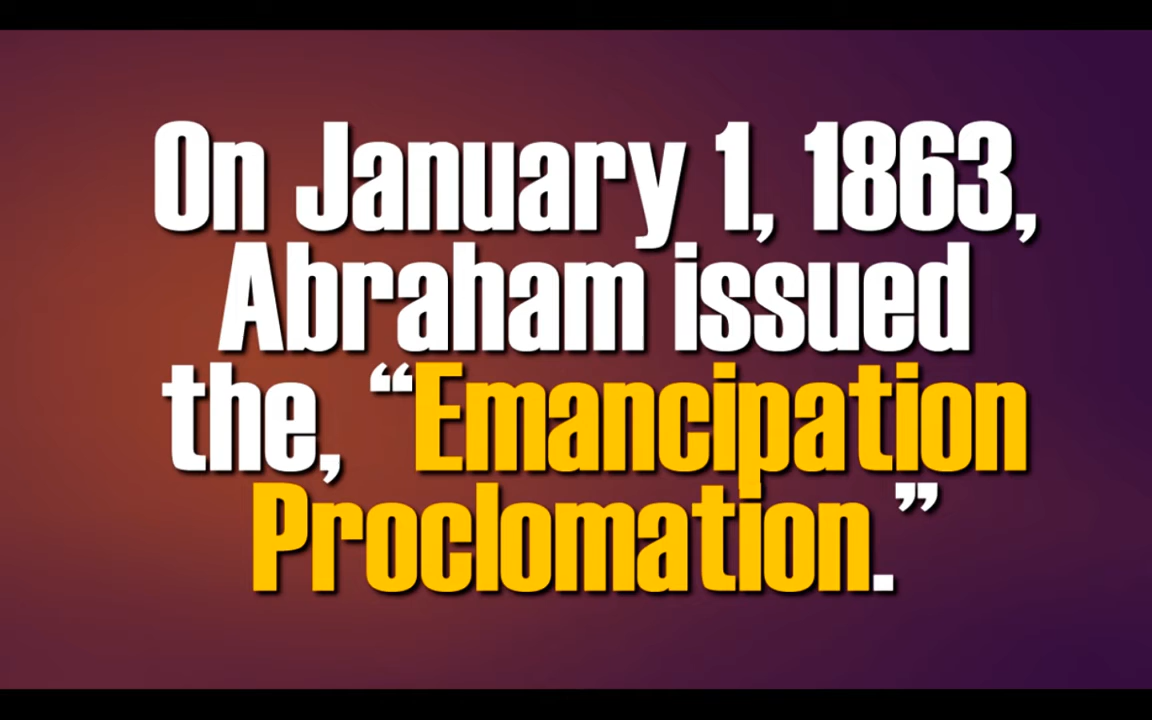 On January 1, 1863,
Abraham issued
the, “Emancipation
Proclomation.”